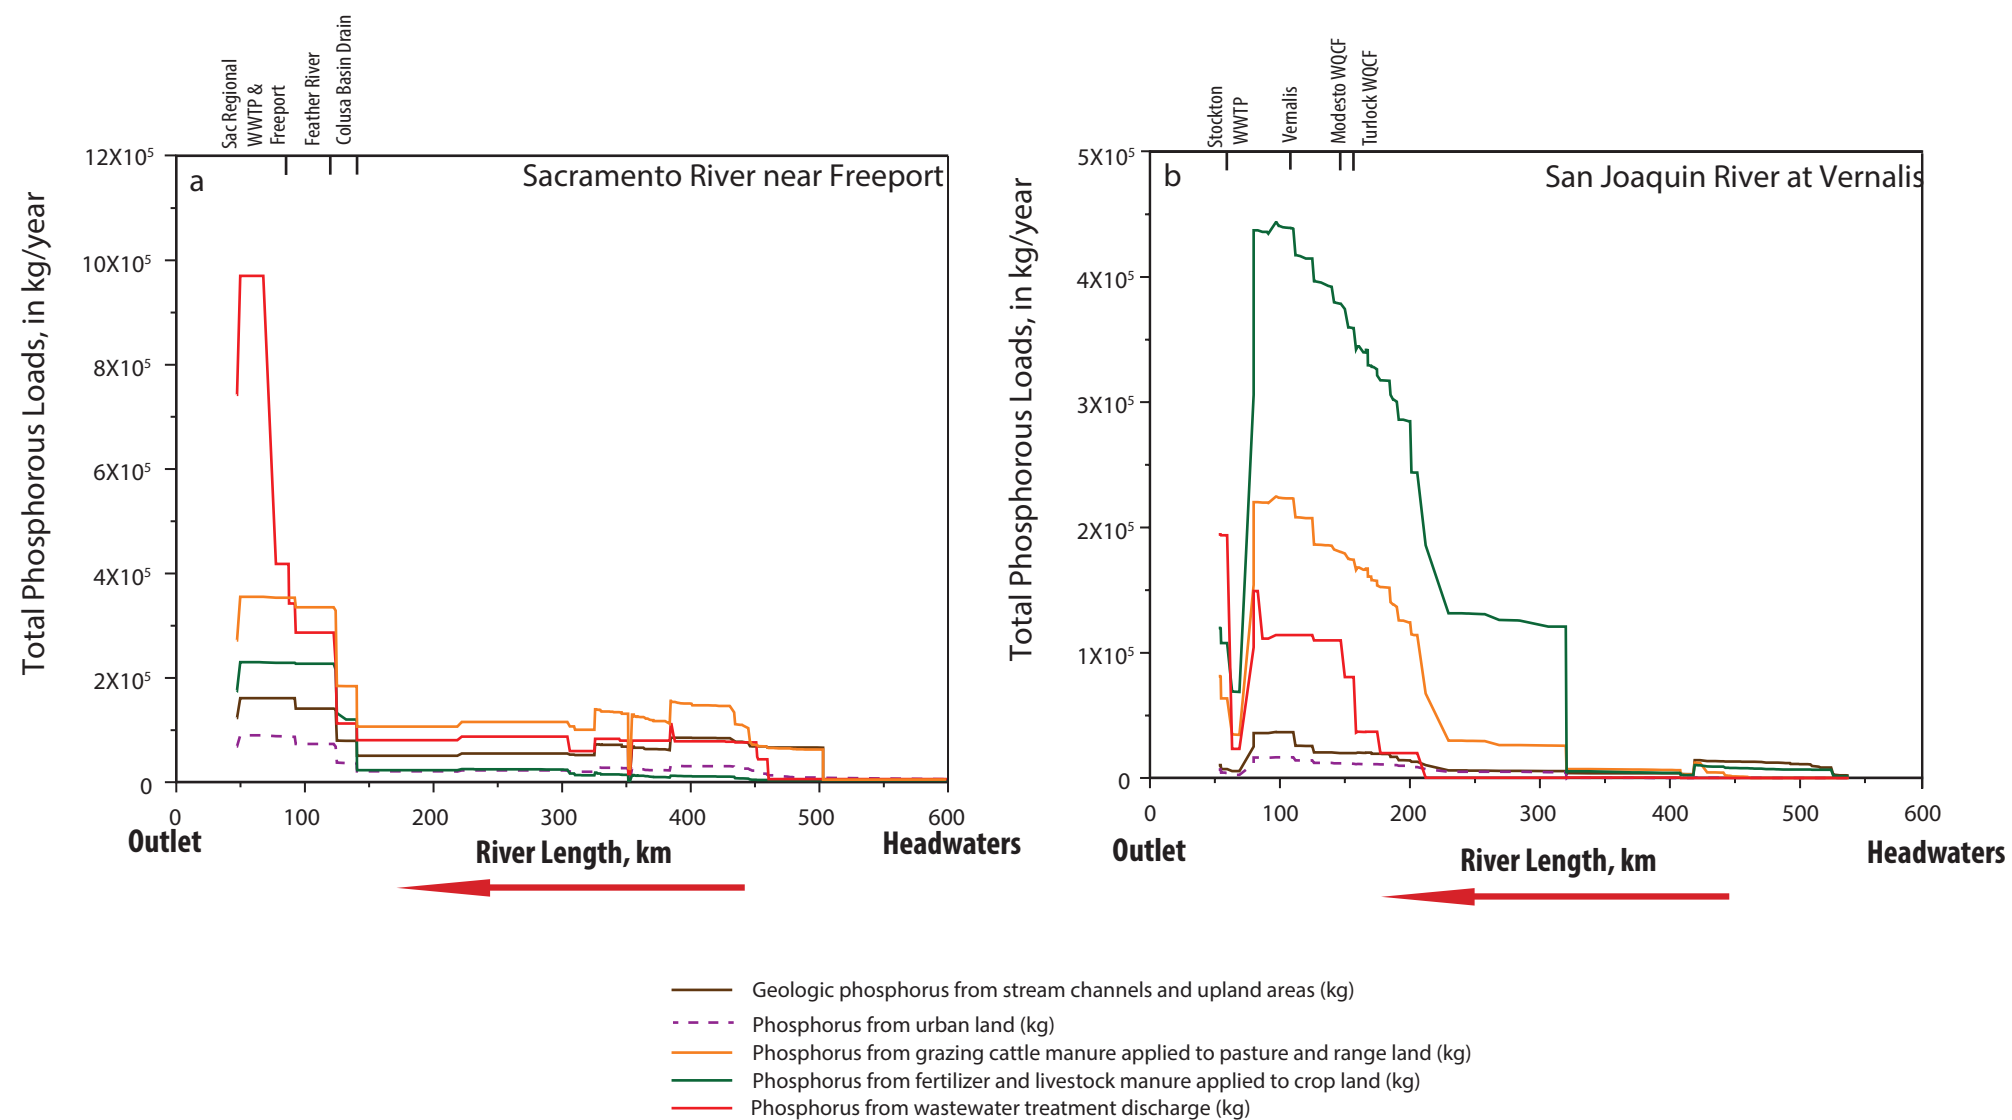 Sac Regional
WWTP &
Freeport
Feather River
Colusa Basin Drain
12X10⁵
10X10⁵
8X10⁵
6X10⁵
4X10⁵
2X10⁵
0
Total Phosphorous Loads, in kg/year
a
Sacramento River near Freeport
0 100 200 300 400 500 600
Outlet
Headwaters
River Length, km
Stockton
WWTP
Vernalis
Modesto WQCF
Turlock WQCF
5X10⁵
4X10⁵
3X10⁵
2X10⁵
1X10⁵
0
Total Phosphorous Loads, in kg/year
b
San Joaquin River at Vernalis
0 100 200 300 400 500 600
Outlet
Headwaters
River Length, km
Geologic phosphorus from stream channels and upland areas (kg)
Phosphorus from urban land (kg)
Phosphorus from grazing cattle manure applied to pasture and range land (kg)
Phosphorus from fertilizer and livestock manure applied to crop land (kg)
Phosphorus from wastewater treatment discharge (kg)